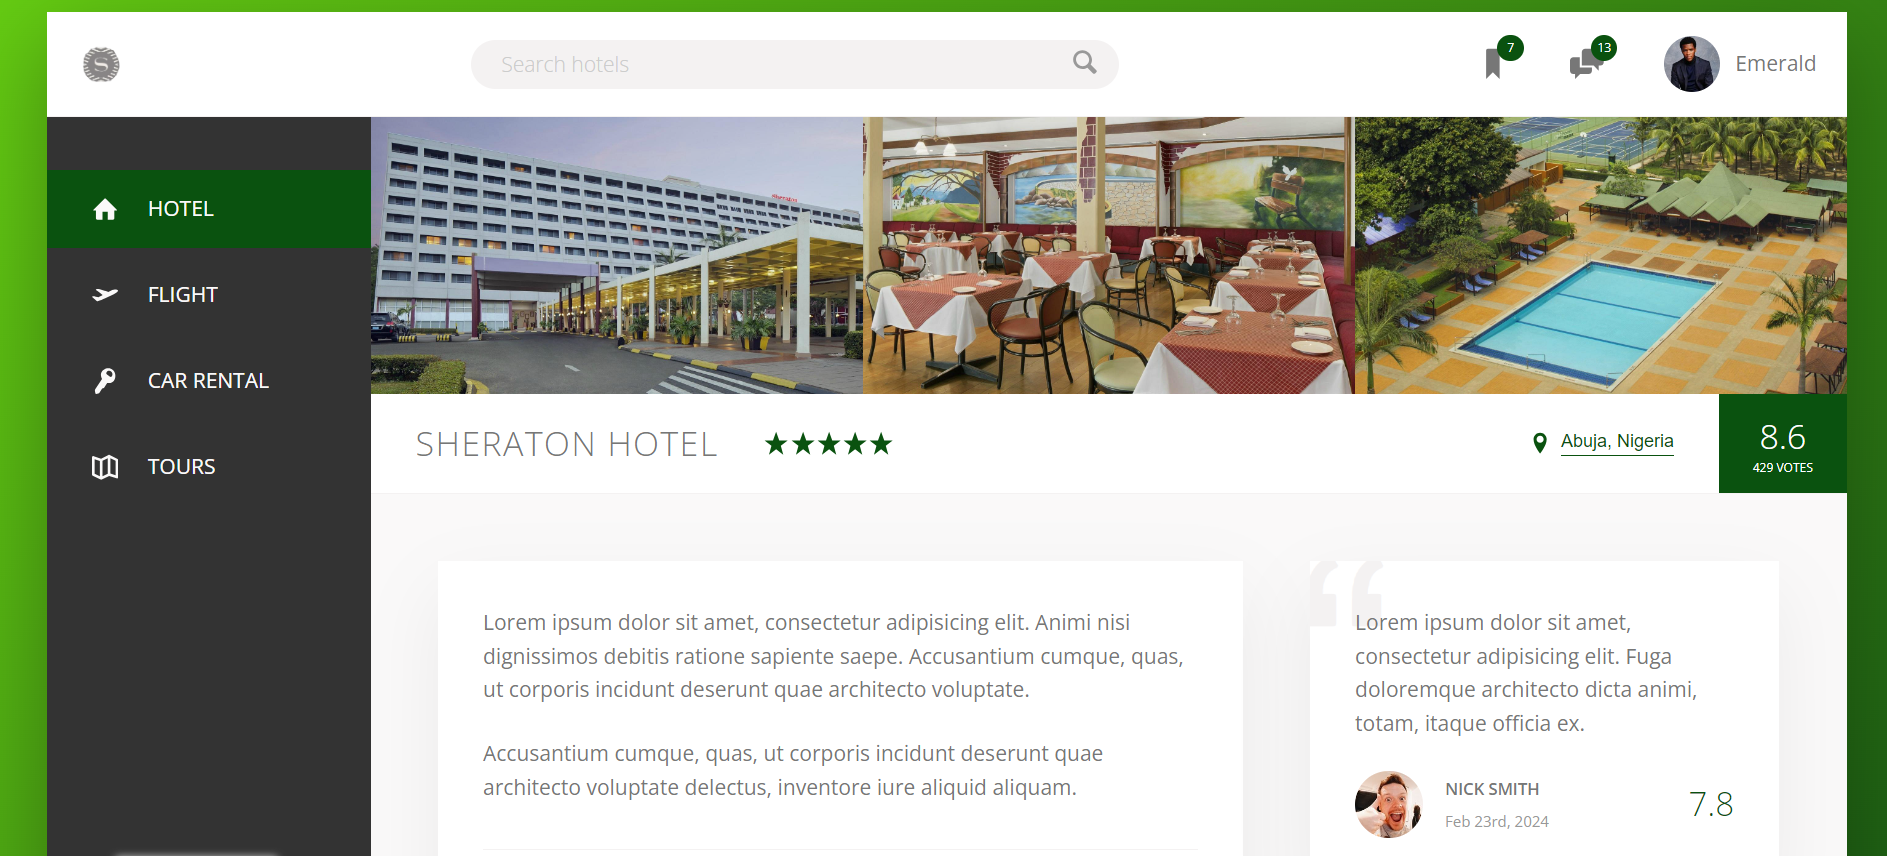 S
Search hotels
7
13
Emerald
HOTEL
FLIGHT
CAR RENTAL
TOURS
Sheraton
SHERATON HOTEL
★★★★★
Abuja, Nigeria
8.6
429 VOTES
Lorem ipsum dolor sit amet, consectetur adipisicing elit. Animi nisi
dignissimos debitis ratione sapiente saepe. Accusantium cumque, quas,
ut corporis incidunt deserunt quae architecto voluptate.
Accusantium cumque, quas, ut corporis incidunt deserunt quae
architecto voluptate delectus, inventore iure aliquid aliquam.
“
Lorem ipsum dolor sit amet,
consectetur adipisicing elit. Fuga
doloremque architecto dicta animi,
totam, itaque officia ex.
NICK SMITH
Feb 23rd, 2024
7.8